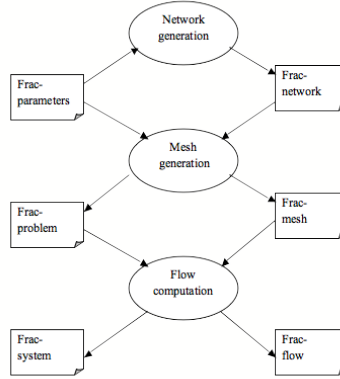 Network
generation
Frac-
parameters
Frac-
network
Mesh
generation
Frac-
problem
Frac-
mesh
Flow
computation
Frac-
system
Frac-
flow